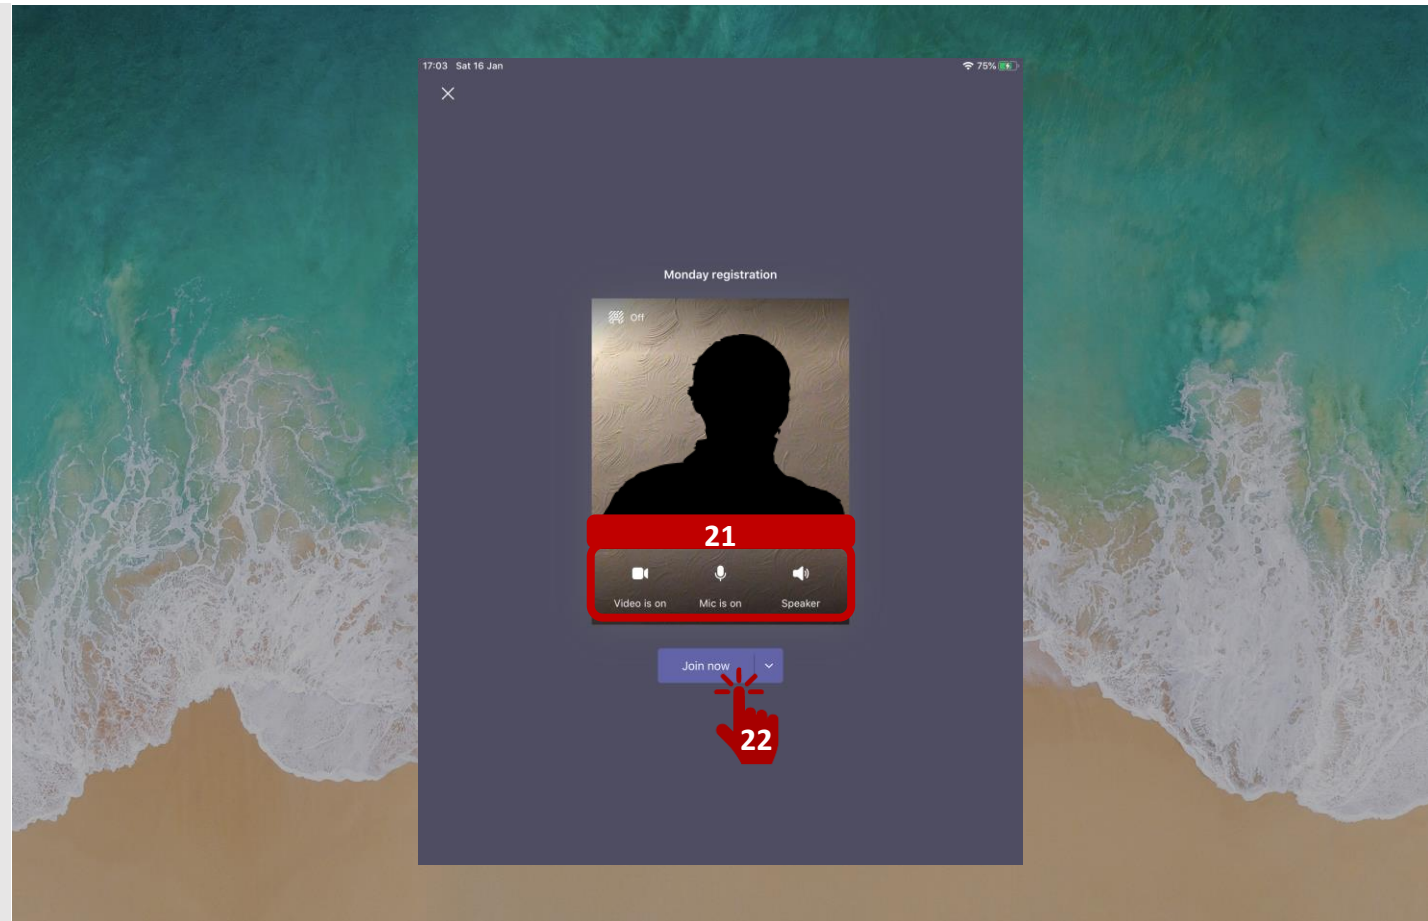 17:03 Sat 16 Jan 75%
Monday registration
Off
21
Video is on Mic is on Speaker
Join now
22